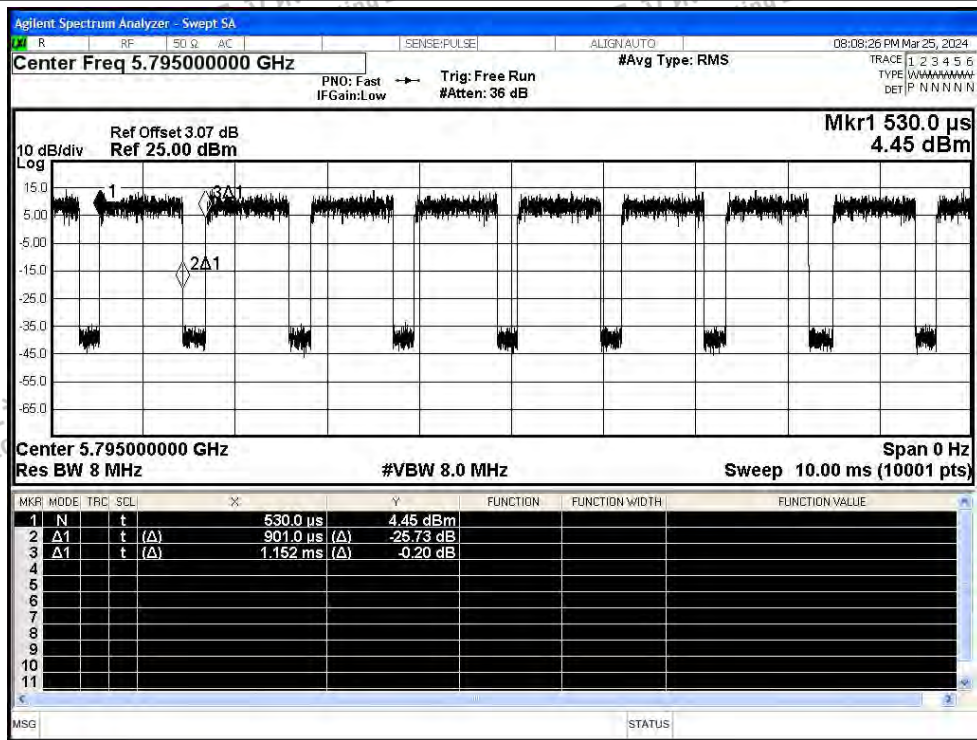 Agilent Spectrum Analyzer - Swept SA
R RF 50 Ω AC SENSE:PULSE ALIGN AUTO 08:08:26 PM Mar 25, 2024
Center Freq 5.795000000 GHz #Avg Type: RMS TRACE 1 2 3 4 5 6
PNO: Fast Trig: Free Run TYPE WWWWWW
IFGain:Low #Atten: 36 dB DET P N N N N N
Ref Offset 3.07 dB Mkr1 530.0 µs
10 dB/div Ref 25.00 dBm 4.45 dBm
Log
15.0
5.00
-5.00
-15.0
-25.0
-35.0
-45.0
-55.0
-65.0
1
3Δ1
2Δ1
Center 5.795000000 GHz Span 0 Hz
Res BW 8 MHz #VBW 8.0 MHz Sweep 10.00 ms (10001 pts)
MKR MODE TRC SCL X Y FUNCTION FUNCTION WIDTH FUNCTION VALUE
1 N t 530.0 µs 4.45 dBm
2 Δ1 t (Δ) 901.0 µs (Δ) -25.73 dB
3 Δ1 t (Δ) 1.152 ms (Δ) -0.20 dB
4
5
6
7
8
9
10
11
MSG STATUS